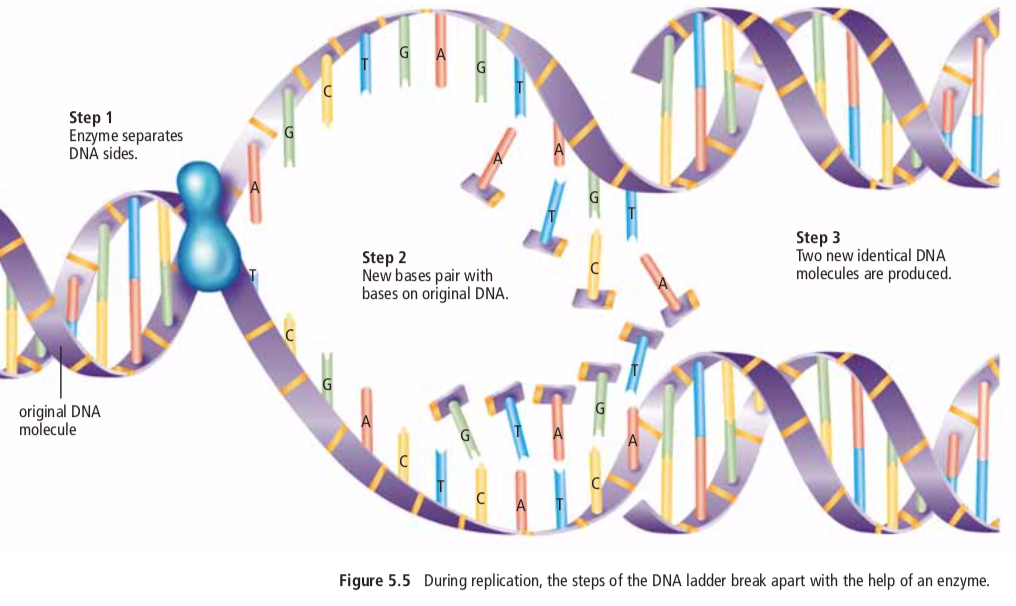 Step 1
Enzyme separates
DNA sides.
original DNA
molecule
A
G
C
T
G
A
G
T
A
G
T
A
T
C
A
Step 2
New bases pair with
bases on original DNA.
Step 3
Two new identical DNA
molecules are produced.
T
C
G
A
C
T
C
A
T
C
A
G
T
A
G
T
Figure 5.5 During replication, the steps of the DNA ladder break apart with the help of an enzyme.